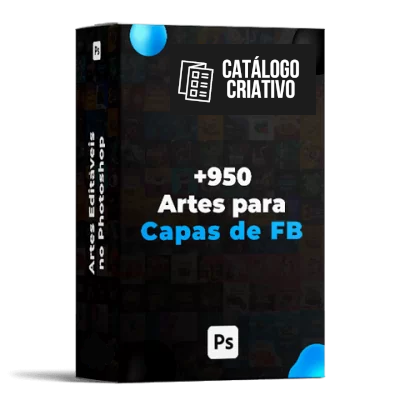 Ps
Artes Editáveis
no Photoshop
CATÁLOGO
CRIATIVO
+950
Artes para
Capas de FB
Ps